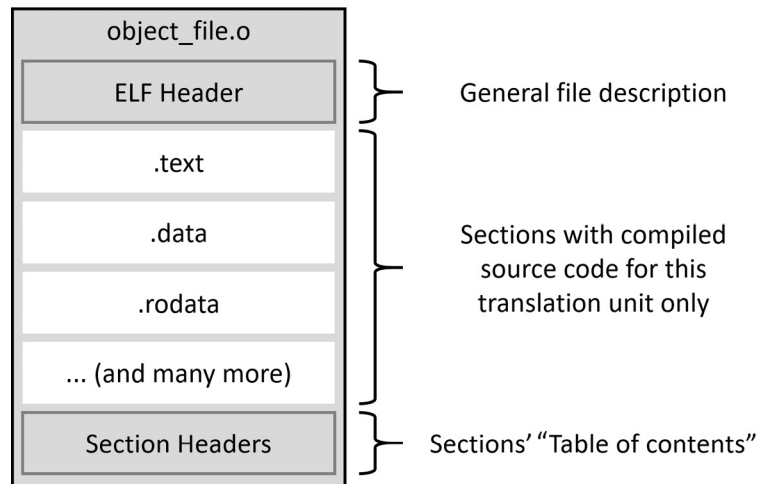 object_file.o
ELF Header
General file description
.text
.data
.rodata
... (and many more)
Sections with compiled
source code for this
translation unit only
Section Headers
Sections’ “Table of contents”